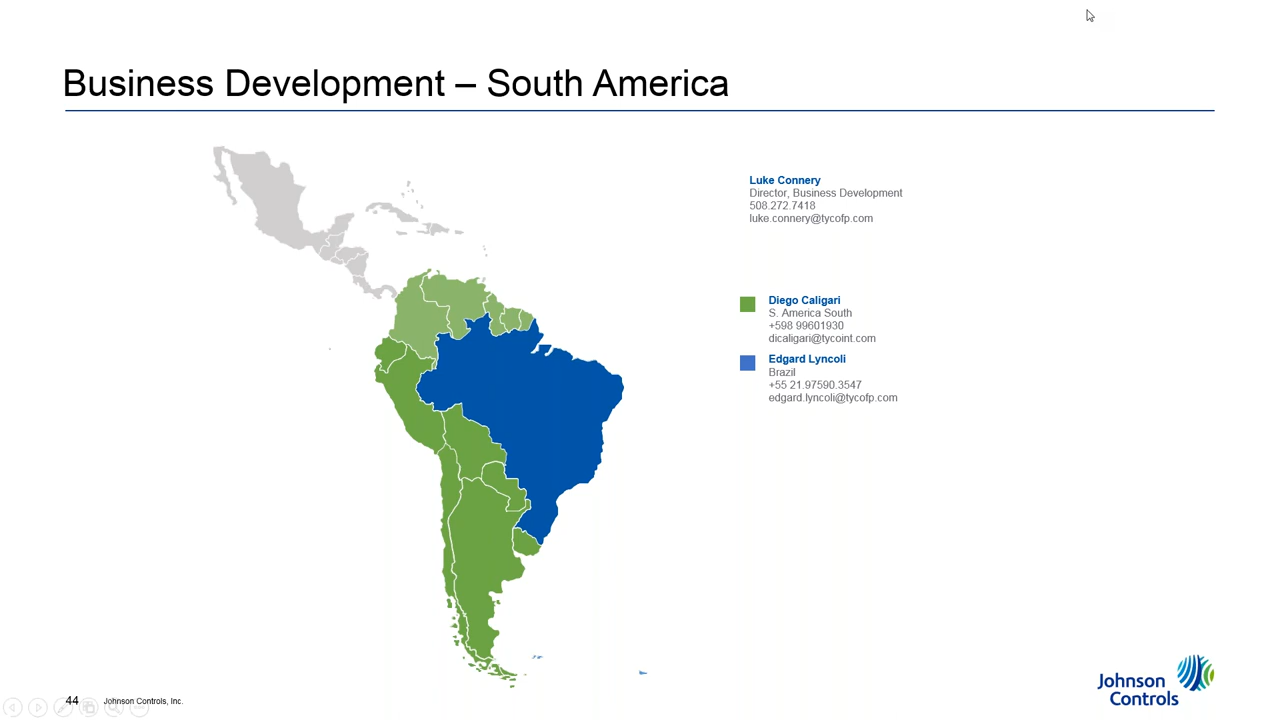 Business Development – South America
Luke Connery
Director, Business Development
508.272.7418
luke.connery@tycofp.com
Diego Caligari
S. America South
+598 99601930
dicaligari@tycoint.com
Edgard Lyncoli
Brazil
+55 21.97590.3547
edgard.lyncoli@tycofp.com
44 Johnson Controls, Inc.
Johnson
Controls